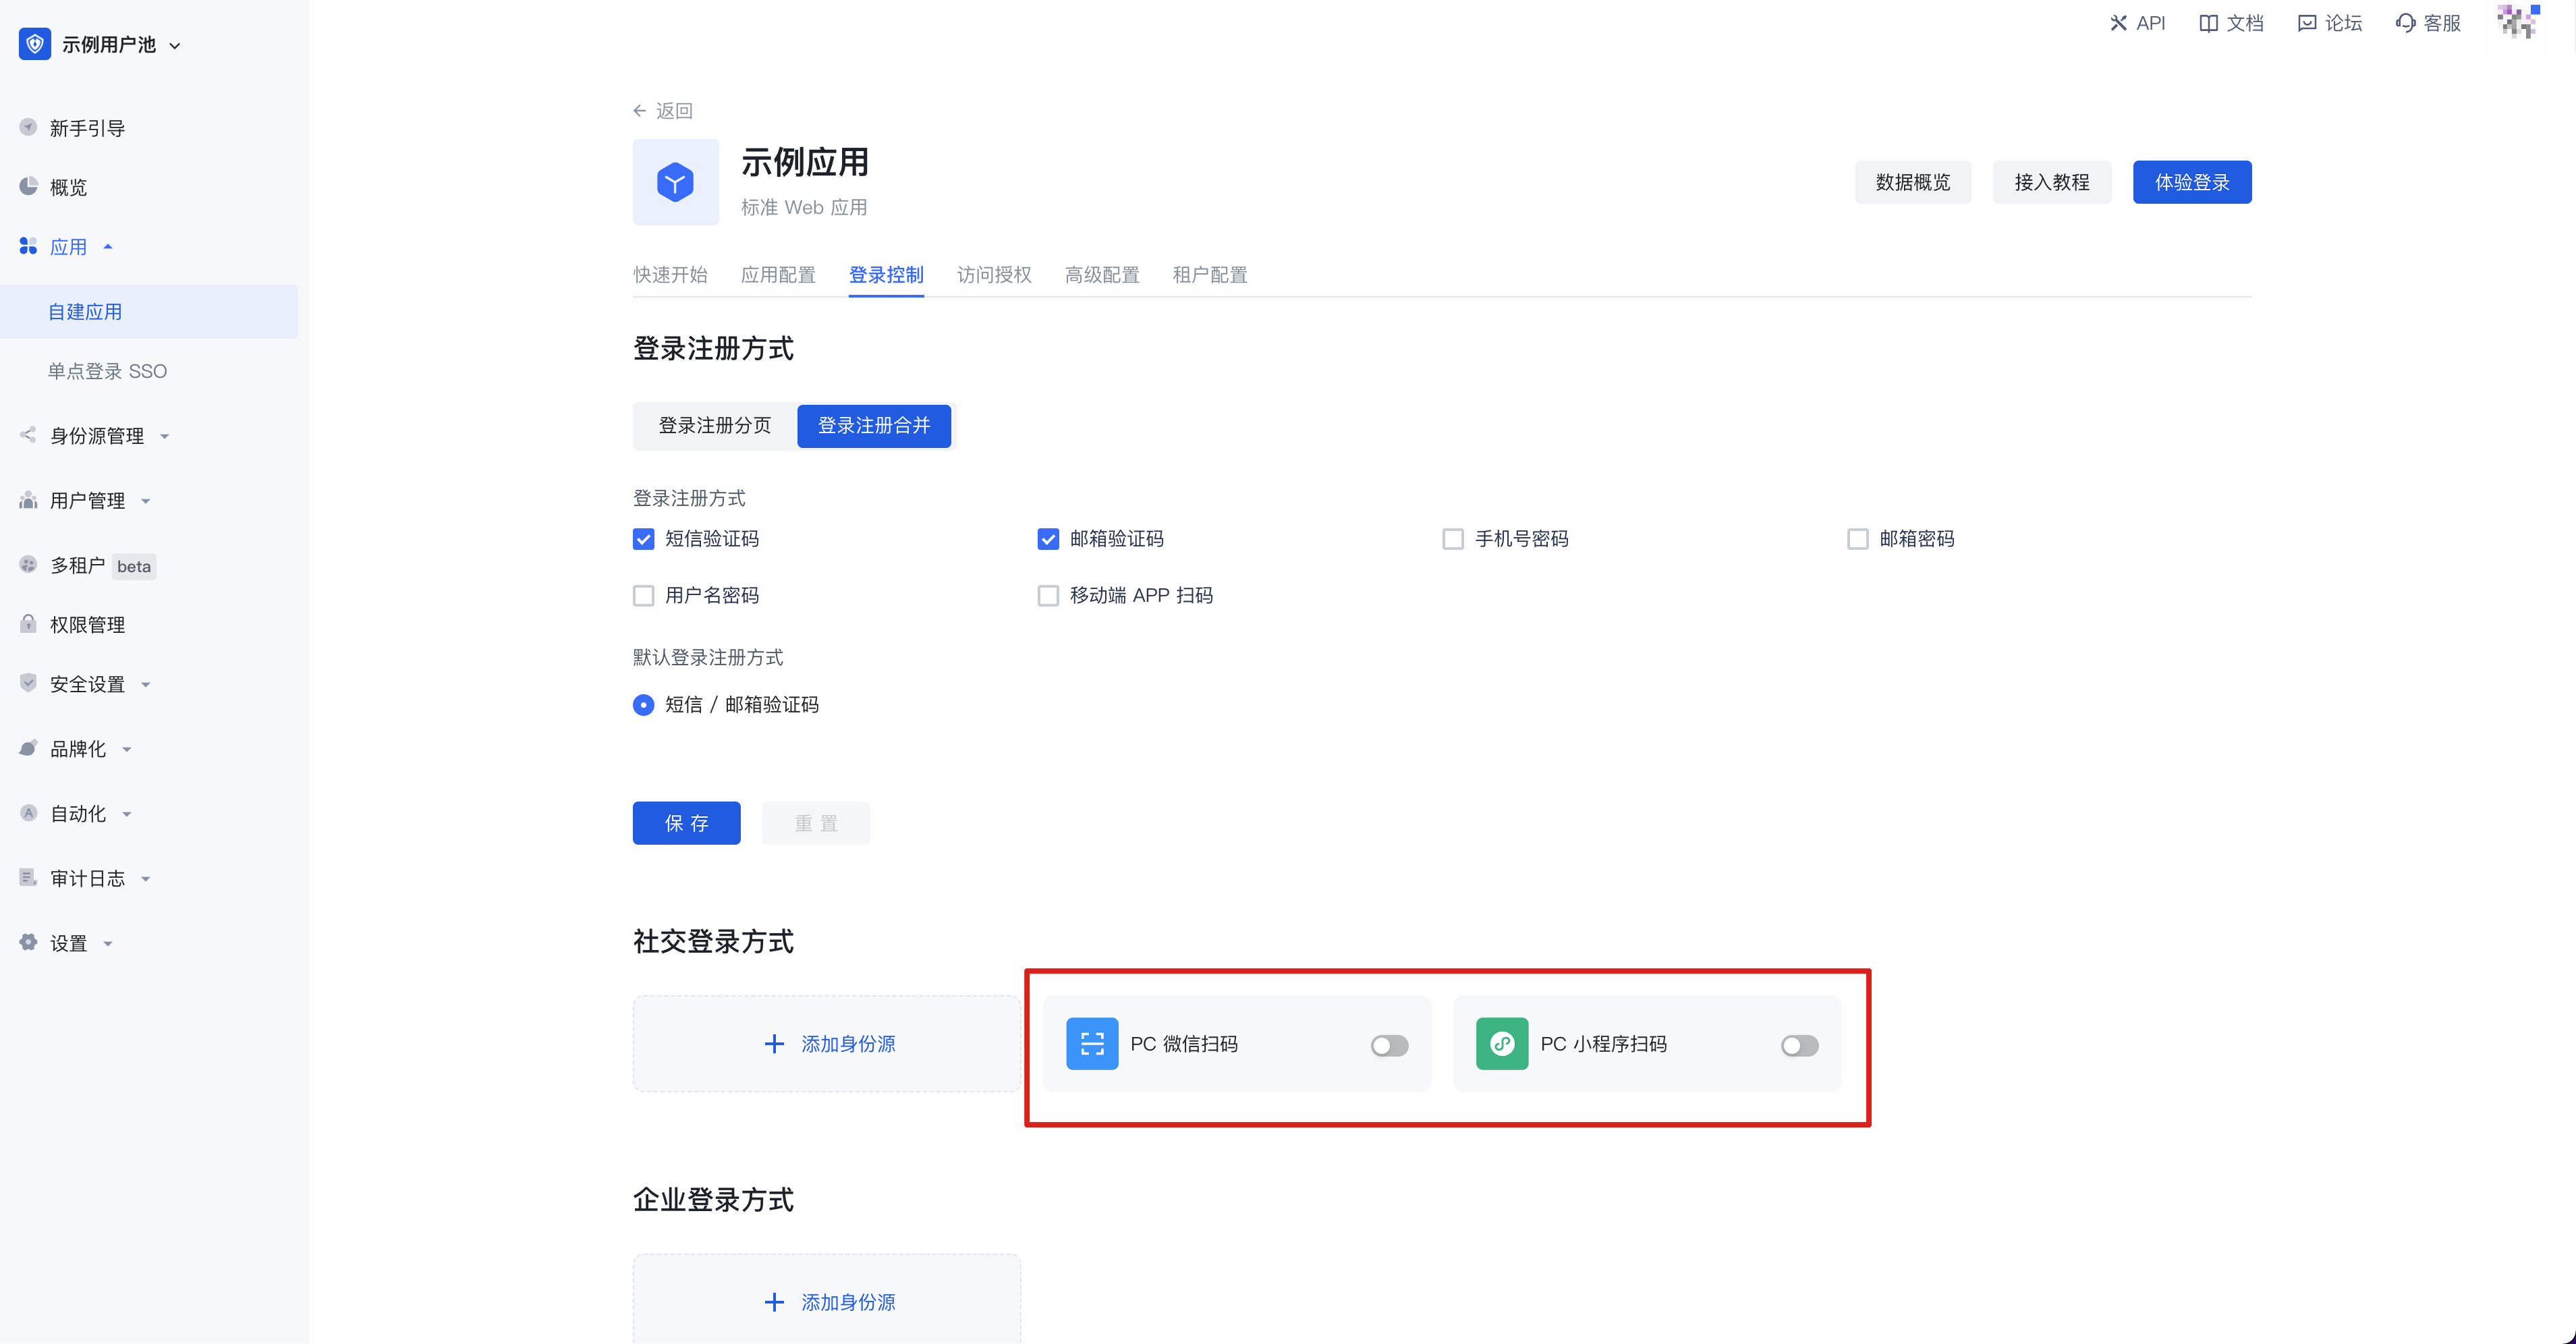 示例用户池
API 文档 论坛 客服
新手引导
概览
应用
自建应用
单点登录 SSO
身份源管理
用户管理
多租户 beta
权限管理
安全设置
品牌化
自动化
审计日志
设置
返回
示例应用
标准 Web 应用
数据概览 接入教程 体验登录
快速开始 应用配置 登录控制 访问授权 高级配置 租户配置
登录注册方式
登录注册分页 登录注册合并
登录注册方式
短信验证码 邮箱验证码 手机号密码 邮箱密码
用户名密码 移动端 APP 扫码
默认登录注册方式
短信 / 邮箱验证码
保 存 重 置
社交登录方式
添加身份源 PC 微信扫码 PC 小程序扫码
企业登录方式
添加身份源